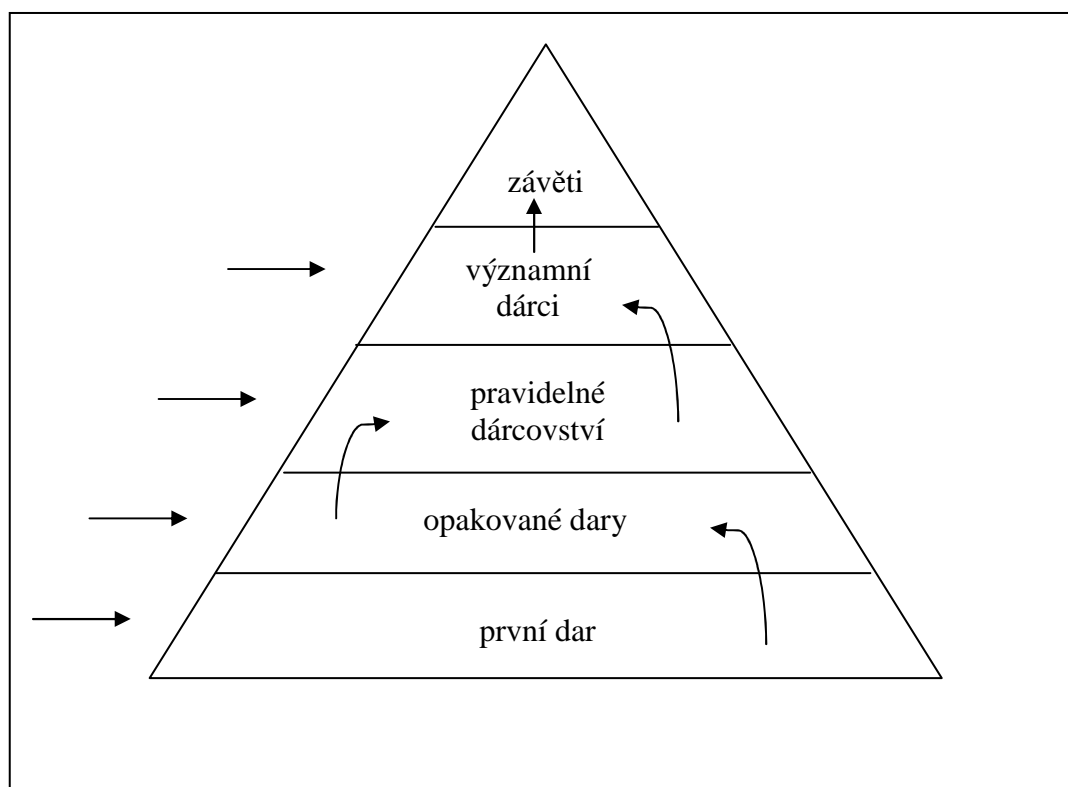 závěti
významní
dárci
pravidelné
dárcovství
opakované dary
první dar